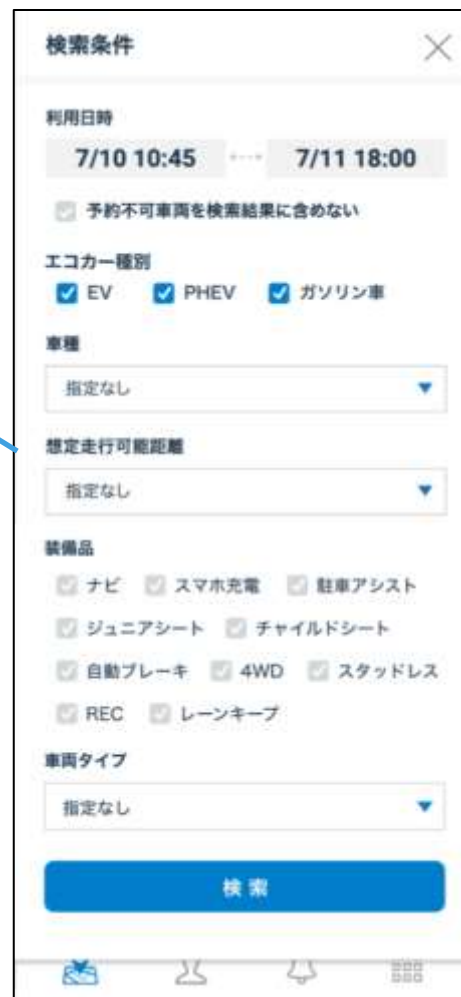 検索条件
利用日時
7/10 10:45 ···· 7/11 18:00
予約不可車両を検索結果に含めない
エコカー種別
EV PHEV ガソリン車
車種
指定なし
想定走行可能距離
指定なし
装備品
ナビ スマホ充電 駐車アシスト
ジュニアシート チャイルドシート
自動ブレーキ 4WD スタッドレス
REC レーンキープ
車両タイプ
指定なし
検索